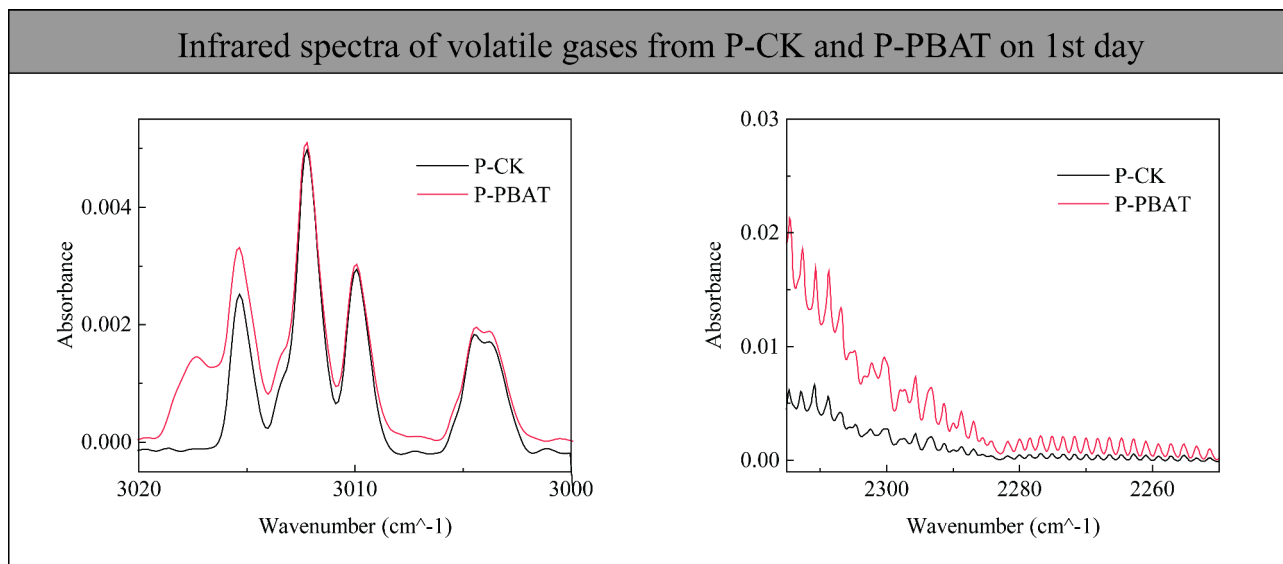 Infrared spectra of volatile gases from P-CK and P-PBAT on 1st day
P-CK
P-PBAT
0.004
0.002
0.000
Absorbance
3020
3010
3000
Wavenumber (cm^-1)
0.03
P-CK
P-PBAT
0.02
0.01
0.00
Absorbance
2300
2280
2260
Wavenumber (cm^-1)